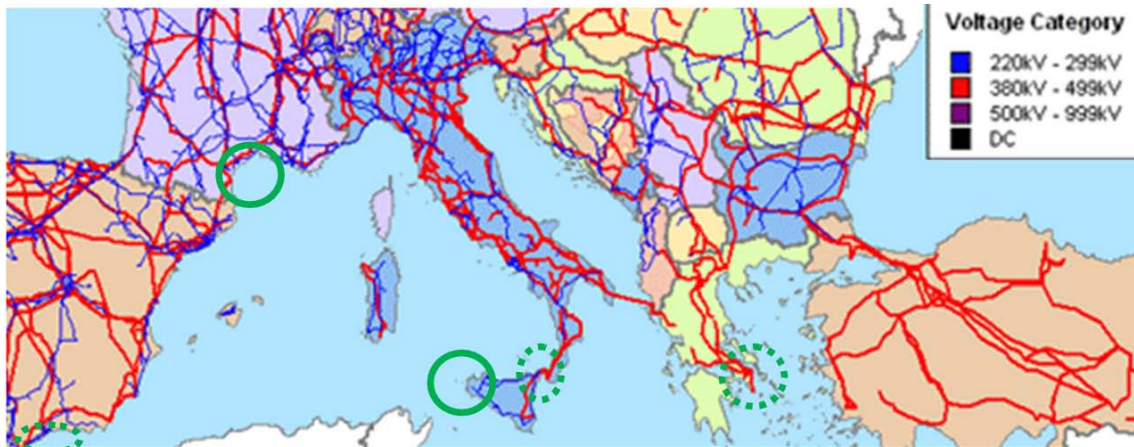 Voltage Category
220kV - 299kV
380kV - 499kV
500kV - 999kV
DC